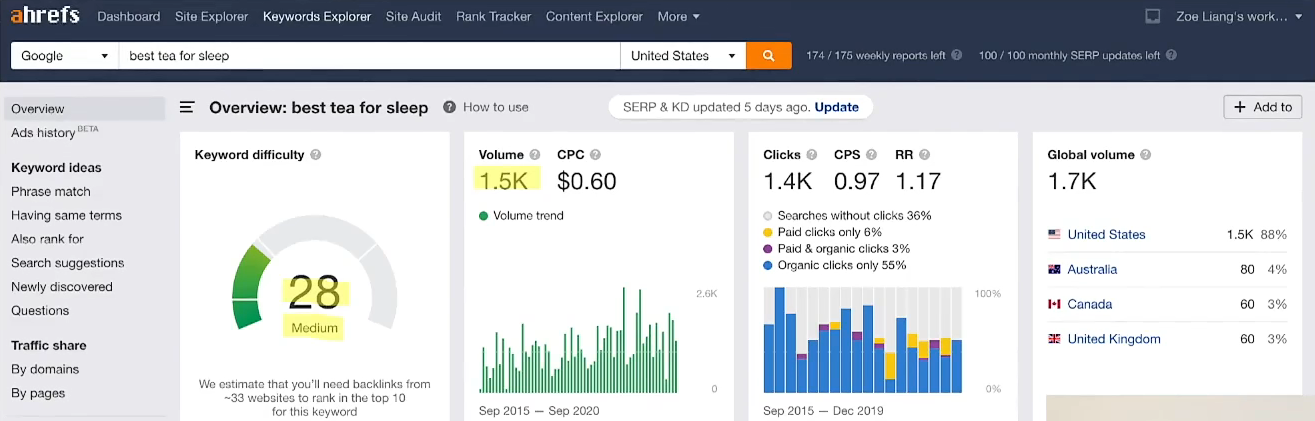 ahrefs Dashboard Site Explorer Keywords Explorer Site Audit Rank Tracker Content Explorer More Zoe Liang's work...
Google best tea for sleep United States 174 / 175 weekly reports left ? 100 / 100 monthly SERP updates left ?
Overview
Ads history BETA
Keyword ideas
Phrase match
Having same terms
Also rank for
Search suggestions
Newly discovered
Questions
Traffic share
By domains
By pages
Overview: best tea for sleep ? How to use SERP & KD updated 5 days ago. Update + Add to
Keyword difficulty ?
28
Medium
We estimate that you'll need backlinks from
~33 websites to rank in the top 10
for this keyword
Volume ? CPC ?
1.5K $0.60
Volume trend
2.6K
0
Sep 2015 — Sep 2020
Clicks ? CPS ? RR ?
1.4K 0.97 1.17
Searches without clicks 36%
Paid clicks only 6%
Paid & organic clicks 3%
Organic clicks only 55%
100%
0%
Sep 2015 — Dec 2019
Global volume ?
1.7K
United States 1.5K 88%
Australia 80 4%
Canada 60 3%
United Kingdom 60 3%